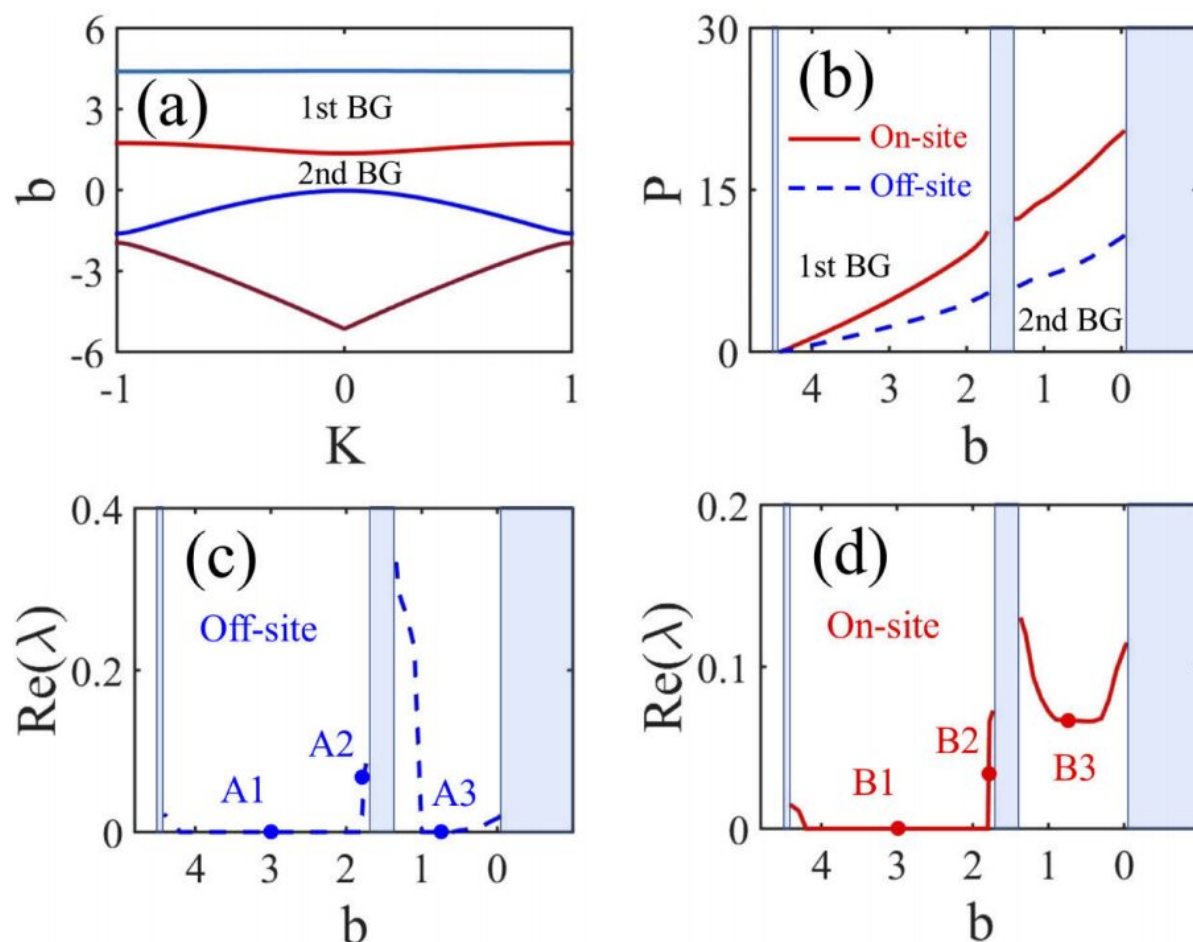 (a)
6
3
0
-3
-6
b
1st BG
2nd BG
-1
0
1
K
(b)
30
15
0
P
On-site
Off-site
1st BG
2nd BG
4
3
2
1
0
b
(c)
0.4
0.2
0
Re(λ)
Off-site
A1
A2
A3
4
3
2
1
0
b
(d)
0.2
0.1
0
Re(λ)
On-site
B1
B2
B3
4
3
2
1
0
b